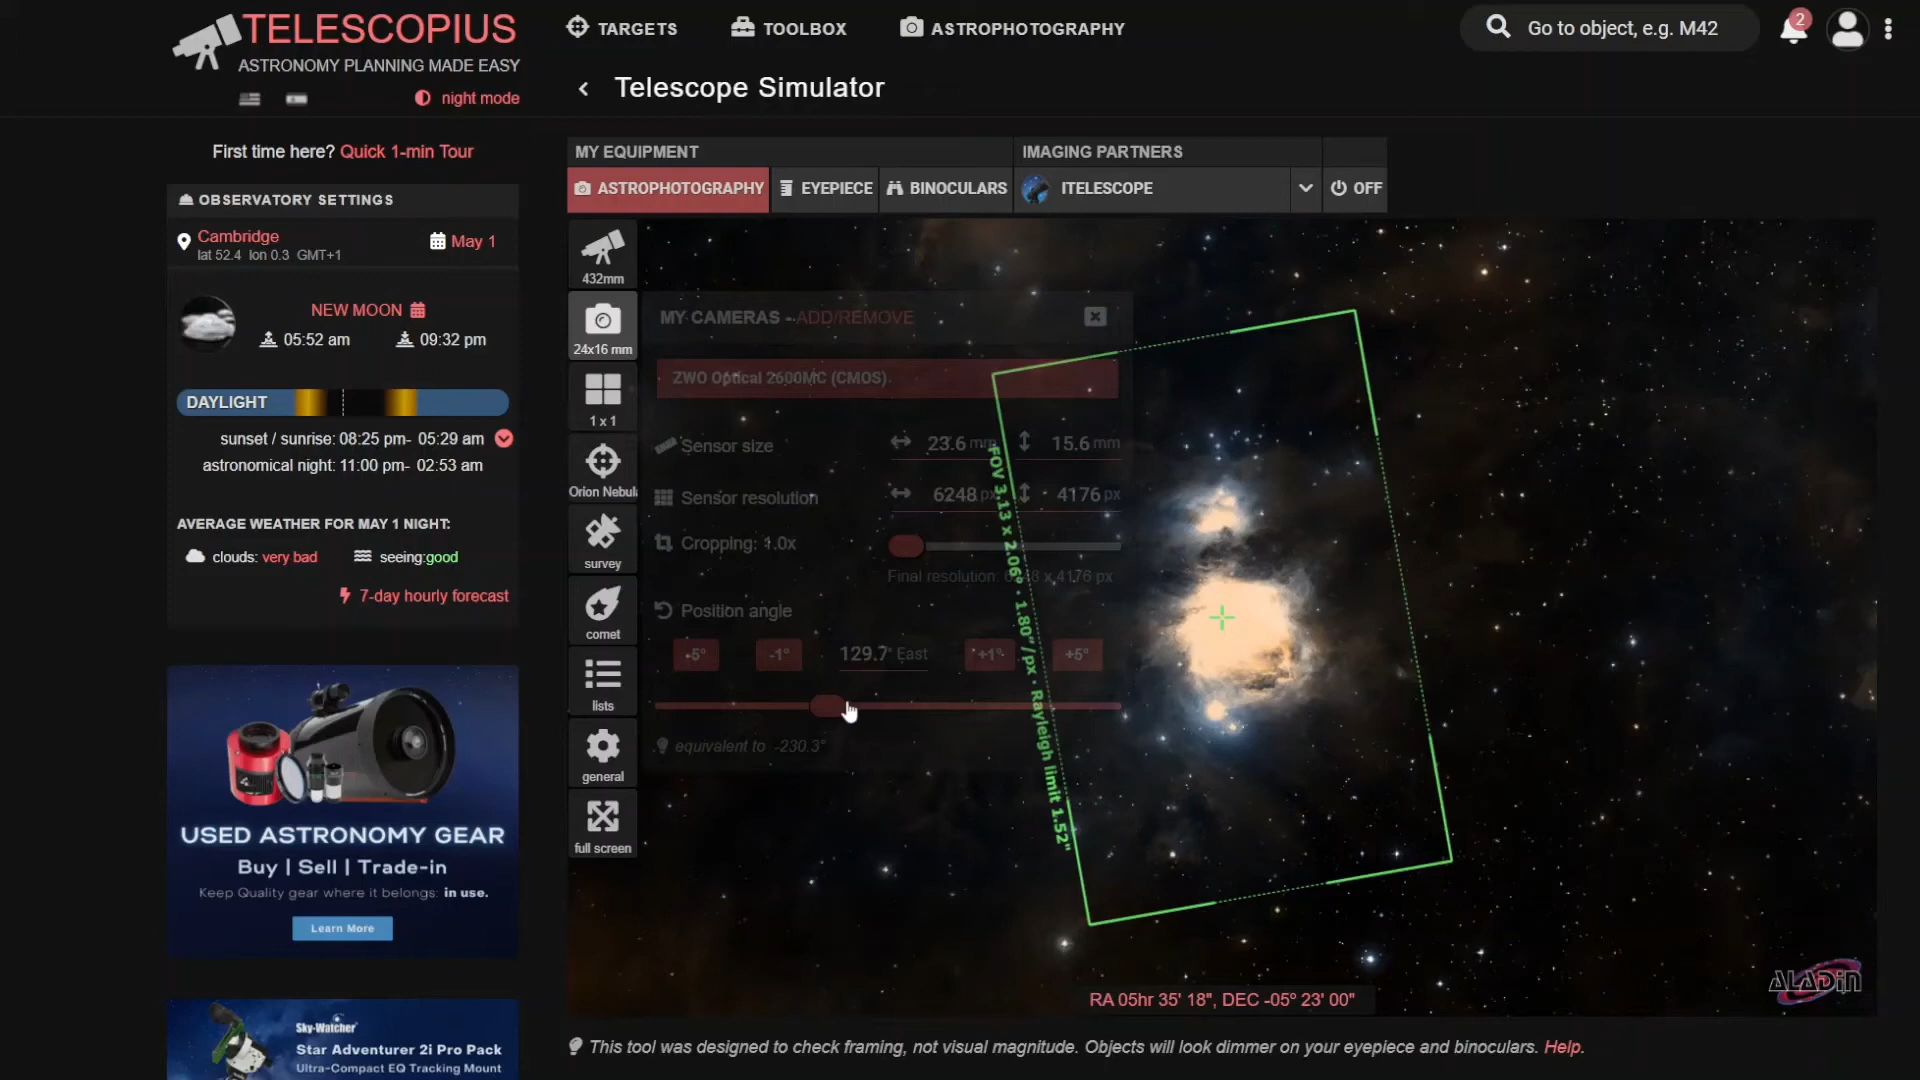 TELESCOPIUS
ASTRONOMY PLANNING MADE EASY
night mode
TARGETS
TOOLBOX
ASTROPHOTOGRAPHY
Go to object, e.g. M42
2
Telescope Simulator
First time here? Quick 1-min Tour
OBSERVATORY SETTINGS
Cambridge
May 1
lat 52.4 lon 0.3 GMT+1
NEW MOON
05:52 am
09:32 pm
DAYLIGHT
sunset / sunrise: 08:25 pm- 05:29 am
astronomical night: 11:00 pm- 02:53 am
AVERAGE WEATHER FOR MAY 1 NIGHT:
clouds: very bad
seeing:good
7-day hourly forecast
USED ASTRONOMY GEAR
Buy | Sell | Trade-in
Keep Quality gear where it belongs: in use.
Learn More
Sky-Watcher
Star Adventurer 2i Pro Pack
Ultra-Compact EQ Tracking Mount
MY EQUIPMENT
IMAGING PARTNERS
ASTROPHOTOGRAPHY
EYEPIECE
BINOCULARS
ITELESCOPE
OFF
432mm
24x16 mm
1 x 1
Orion Nebul
survey
comet
lists
general
full screen
MY CAMERAS - ADD/REMOVE
ZWO Optical 2600MC (CMOS)
Sensor size
23.6 mm
15.6 mm
Sensor resolution
6248 px
4176 px
Cropping: 1.0x
Final resolution: 6248 x 4176 px
Position angle
-5°
-1°
129.7° East
+1°
+5°
equivalent to -230.3°
FOV 3.13 x 2.06° · 1.80"/px · Rayleigh limit 1.52"
RA 05hr 35' 18", DEC -05º 23' 00"
ALADIN
This tool was designed to check framing, not visual magnitude. Objects will look dimmer on your eyepiece and binoculars. Help.